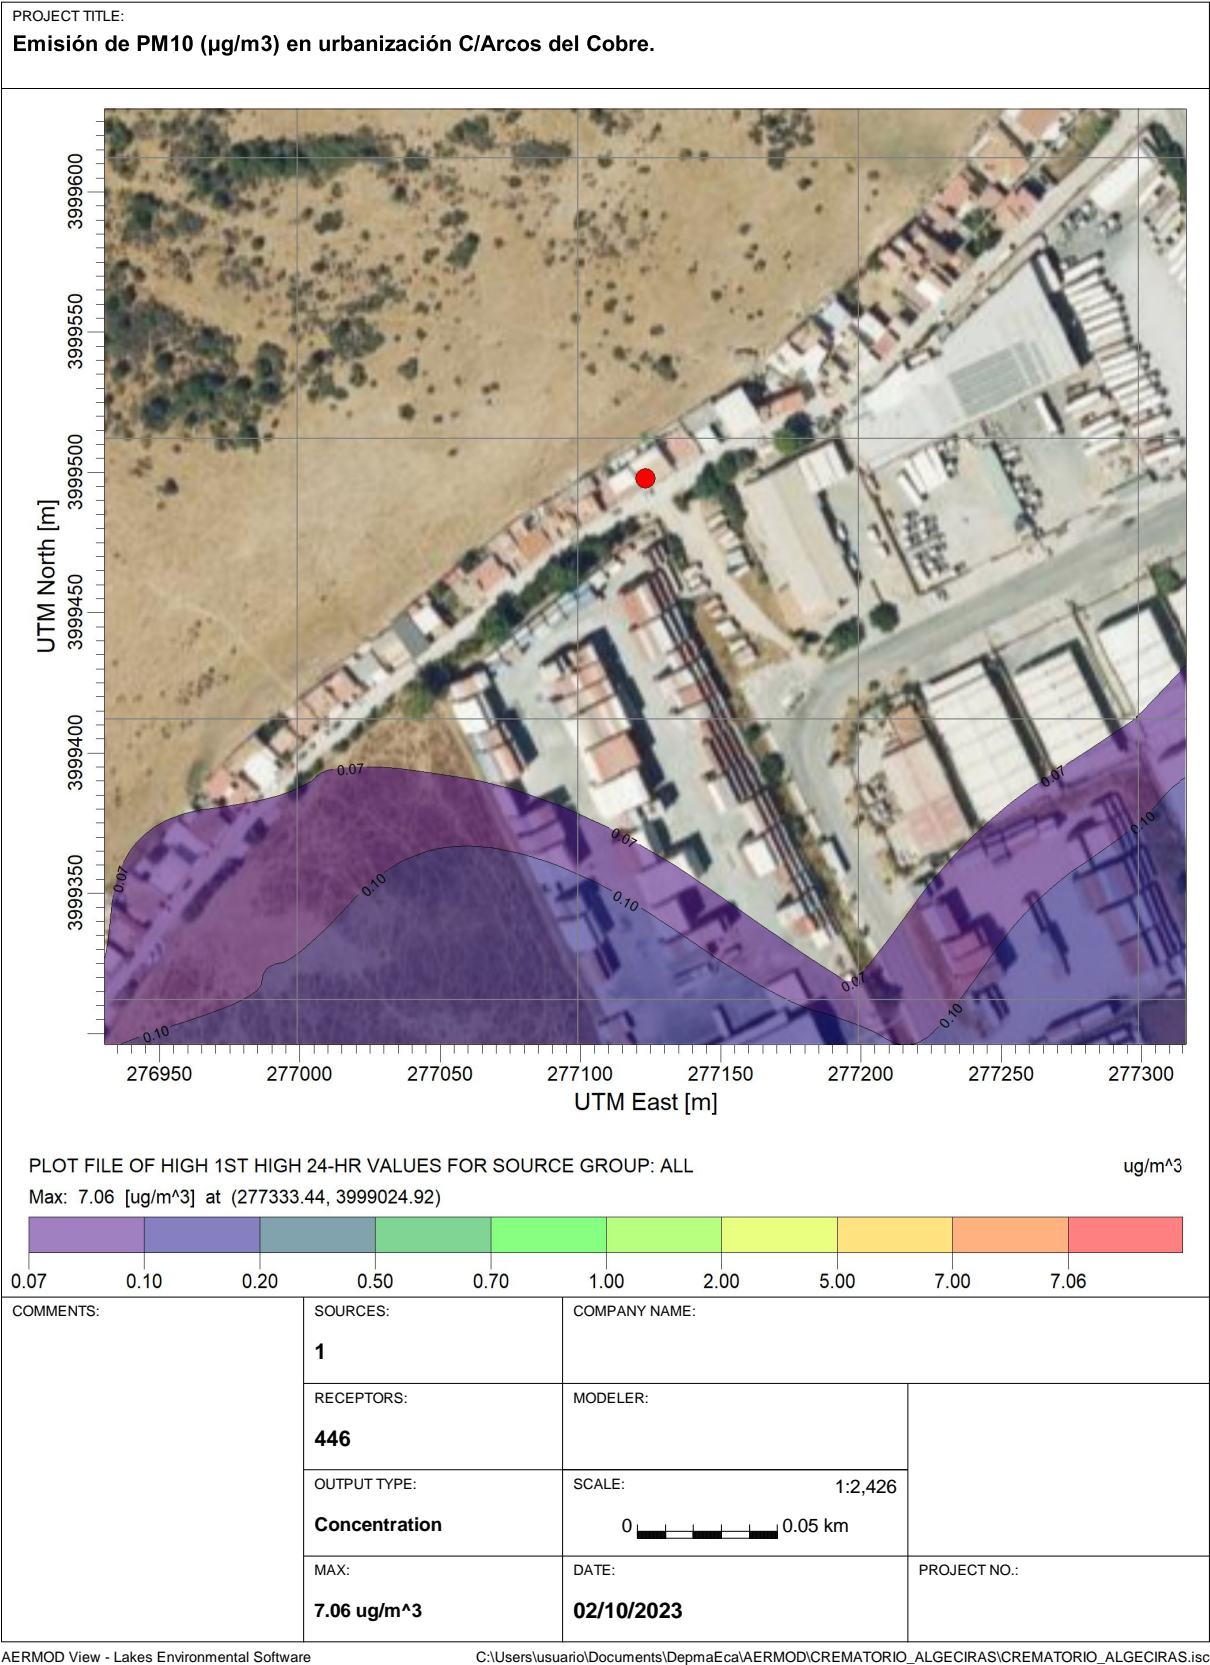 PROJECT TITLE:
Emisión de PM10 (µg/m3) en urbanización C/Arcos del Cobre.
UTM North [m]
3999600
3999550
3999500
3999450
3999400
3999350
0.07
0.07
0.07
0.07
0.07
0.10
0.10
0.10
0.10
0.10
276950 277000 277050 277100 277150 277200 277250 277300
UTM East [m]
PLOT FILE OF HIGH 1ST HIGH 24-HR VALUES FOR SOURCE GROUP: ALL ug/m^3
Max: 7.06 [ug/m^3] at (277333.44, 3999024.92)
0.07 0.10 0.20 0.50 0.70 1.00 2.00 5.00 7.00 7.06
COMMENTS:
SOURCES:
1
COMPANY NAME:
RECEPTORS:
446
MODELER:
OUTPUT TYPE:
Concentration
SCALE: 1:2,426
0 0.05 km
MAX:
7.06 ug/m^3
DATE:
02/10/2023
PROJECT NO.:
AERMOD View - Lakes Environmental Software C:\Users\usuario\Documents\DepmaEca\AERMOD\CREMATORIO_ALGECIRAS\CREMATORIO_ALGECIRAS.isc